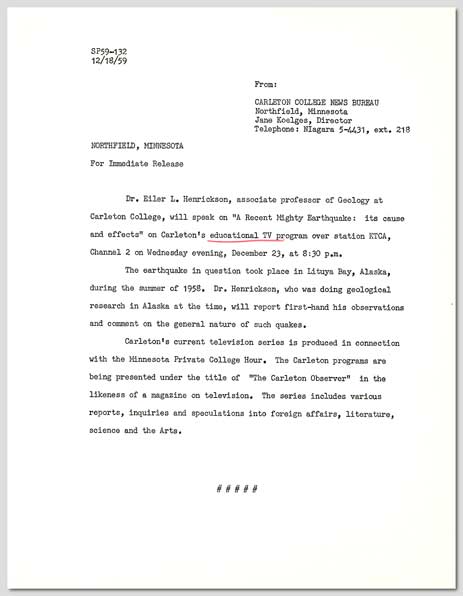 SP59-132
12/18/59
From:
CARLETON COLLEGE NEWS BUREAU
Northfield, Minnesota
Jane Koelges, Director
Telephone: NIagara 5-4431, ext. 218
NORTHFIELD, MINNESOTA
For Immediate Release
Dr. Eiler L. Henrickson, associate professor of Geology at
Carleton College, will speak on "A Recent Mighty Earthquake: its cause
and effects" on Carleton's educational TV program over station KTCA,
Channel 2 on Wednesday evening, December 23, at 8:30 p.m.
The earthquake in question took place in Lituya Bay, Alaska,
during the summer of 1958. Dr. Henrickson, who was doing geological
research in Alaska at the time, will report first-hand his observations
and comment on the general nature of such quakes.
Carleton's current television series is produced in connection
with the Minnesota Private College Hour. The Carleton programs are
being presented under the title of "The Carleton Observer" in the
likeness of a magazine on television. The series includes various
reports, inquiries and speculations into foreign affairs, literature,
science and the Arts.
# # # # #